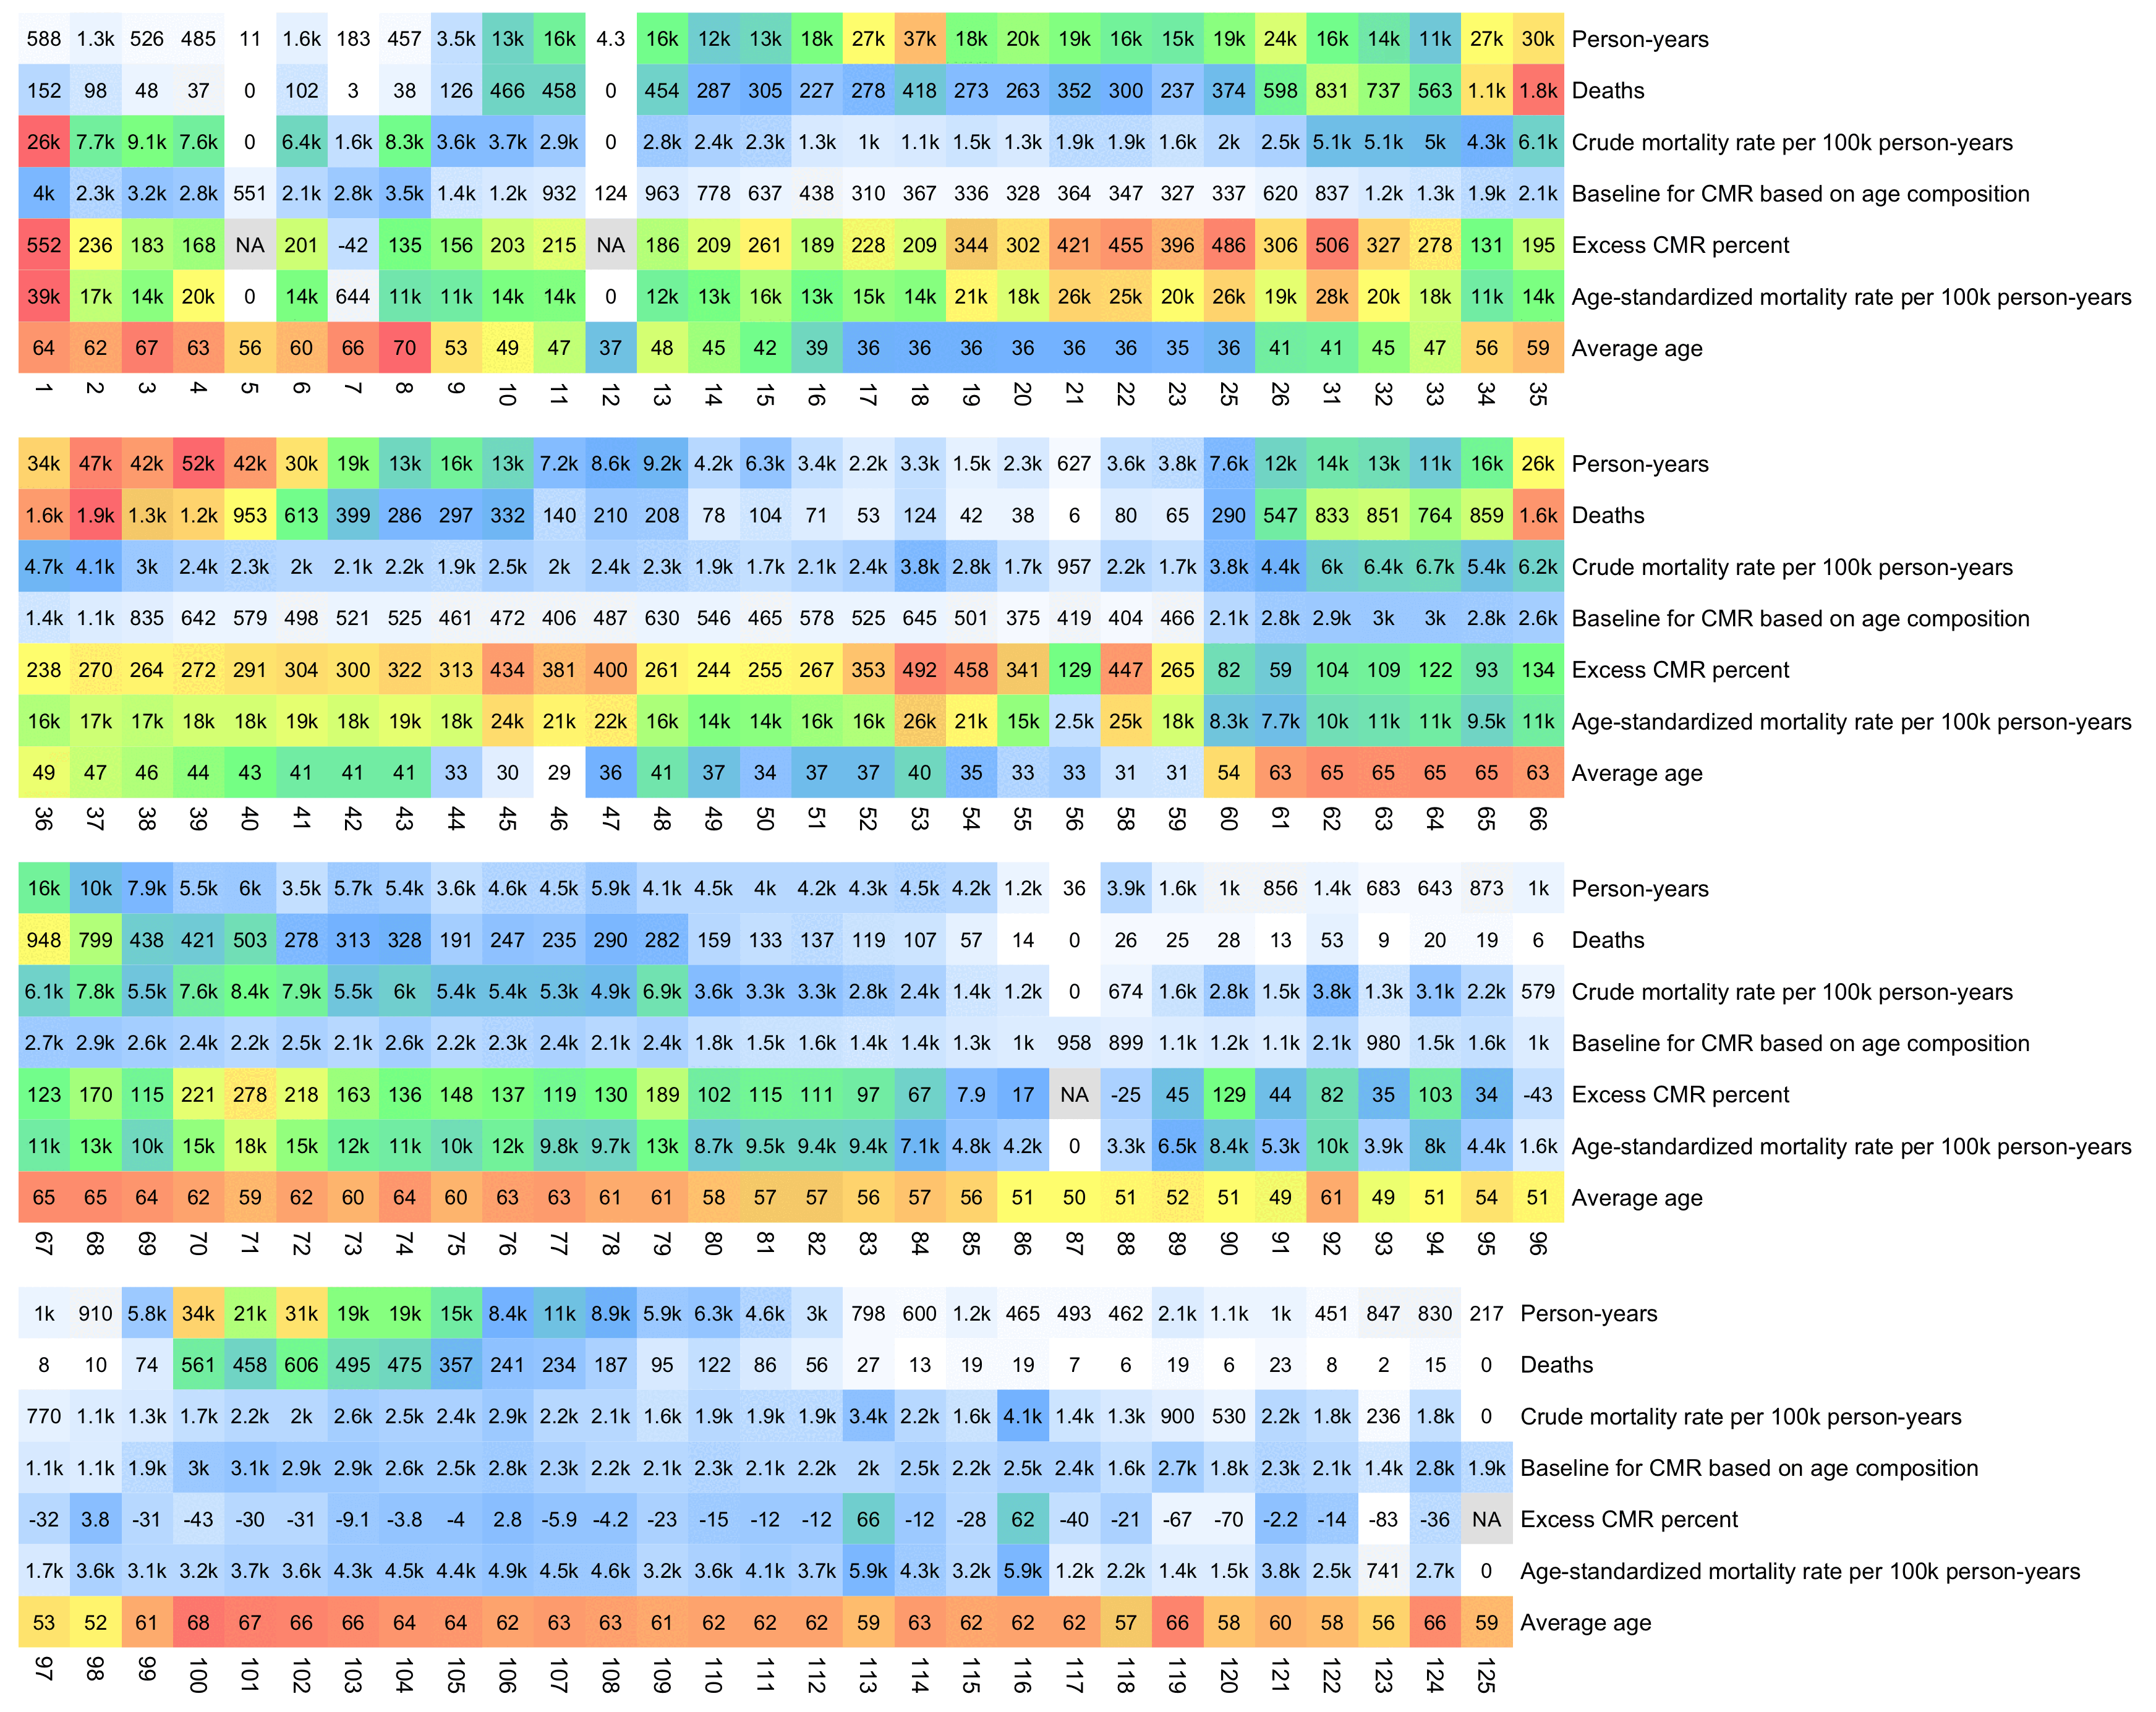 588 1.3k 526 485 11 1.6k 183 457 3.5k 13k 16k 4.3 16k 12k 13k 18k 27k 37k 18k 20k 19k 16k 15k 19k 24k 16k 14k 11k 27k 30k Person-years
152 98 48 37 0 102 3 38 126 466 458 0 454 287 305 227 278 418 273 263 352 300 237 374 598 831 737 563 1.1k 1.8k Deaths
26k 7.7k 9.1k 7.6k 0 6.4k 1.6k 8.3k 3.6k 3.7k 2.9k 0 2.8k 2.4k 2.3k 1.3k 1k 1.1k 1.5k 1.3k 1.9k 1.9k 1.6k 2k 2.5k 5.1k 5.1k 5k 4.3k 6.1k Crude mortality rate per 100k person-years
4k 2.3k 3.2k 2.8k 551 2.1k 2.8k 3.5k 1.4k 1.2k 932 124 963 778 637 438 310 367 336 328 364 347 327 337 620 837 1.2k 1.3k 1.9k 2.1k Baseline for CMR based on age composition
552 236 183 168 NA 201 -42 135 156 203 215 NA 186 209 261 189 228 209 344 302 421 455 396 486 306 506 327 278 131 195 Excess CMR percent
39k 17k 14k 20k 0 14k 644 11k 11k 14k 14k 0 12k 13k 16k 13k 15k 14k 21k 18k 26k 25k 20k 26k 19k 28k 20k 18k 11k 14k Age-standardized mortality rate per 100k person-years
64 62 67 63 56 60 66 70 53 49 47 37 48 45 42 39 36 36 36 36 36 36 35 36 41 41 45 47 56 59 Average age
1 2 3 4 5 6 7 8 9 10 11 12 13 14 15 16 17 18 19 20 21 22 23 25 26 31 32 33 34 35
34k 47k 42k 52k 42k 30k 19k 13k 16k 13k 7.2k 8.6k 9.2k 4.2k 6.3k 3.4k 2.2k 3.3k 1.5k 2.3k 627 3.6k 3.8k 7.6k 12k 14k 13k 11k 16k 26k Person-years
1.6k 1.9k 1.3k 1.2k 953 613 399 286 297 332 140 210 208 78 104 71 53 124 42 38 6 80 65 290 547 833 851 764 859 1.6k Deaths
4.7k 4.1k 3k 2.4k 2.3k 2k 2.1k 2.2k 1.9k 2.5k 2k 2.4k 2.3k 1.9k 1.7k 2.1k 2.4k 3.8k 2.8k 1.7k 957 2.2k 1.7k 3.8k 4.4k 6k 6.4k 6.7k 5.4k 6.2k Crude mortality rate per 100k person-years
1.4k 1.1k 835 642 579 498 521 525 461 472 406 487 630 546 465 578 525 645 501 375 419 404 466 2.1k 2.8k 2.9k 3k 3k 2.8k 2.6k Baseline for CMR based on age composition
238 270 264 272 291 304 300 322 313 434 381 400 261 244 255 267 353 492 458 341 129 447 265 82 59 104 109 122 93 134 Excess CMR percent
16k 17k 17k 18k 18k 19k 18k 19k 18k 24k 21k 22k 16k 14k 14k 16k 16k 26k 21k 15k 2.5k 25k 18k 8.3k 7.7k 10k 11k 11k 9.5k 11k Age-standardized mortality rate per 100k person-years
49 47 46 44 43 41 41 41 33 30 29 36 41 37 34 37 37 40 35 33 33 31 31 54 63 65 65 65 65 63 Average age
36 37 38 39 40 41 42 43 44 45 46 47 48 49 50 51 52 53 54 55 56 58 59 60 61 62 63 64 65 66
16k 10k 7.9k 5.5k 6k 3.5k 5.7k 5.4k 3.6k 4.6k 4.5k 5.9k 4.1k 4.5k 4k 4.2k 4.3k 4.5k 4.2k 1.2k 36 3.9k 1.6k 1k 856 1.4k 683 643 873 1k Person-years
948 799 438 421 503 278 313 328 191 247 235 290 282 159 133 137 119 107 57 14 0 26 25 28 13 53 9 20 19 6 Deaths
6.1k 7.8k 5.5k 7.6k 8.4k 7.9k 5.5k 6k 5.4k 5.4k 5.3k 4.9k 6.9k 3.6k 3.3k 3.3k 2.8k 2.4k 1.4k 1.2k 0 674 1.6k 2.8k 1.5k 3.8k 1.3k 3.1k 2.2k 579 Crude mortality rate per 100k person-years
2.7k 2.9k 2.6k 2.4k 2.2k 2.5k 2.1k 2.6k 2.2k 2.3k 2.4k 2.1k 2.4k 1.8k 1.5k 1.6k 1.4k 1.4k 1.3k 1k 958 899 1.1k 1.2k 1.1k 2.1k 980 1.5k 1.6k 1k Baseline for CMR based on age composition
123 170 115 221 278 218 163 136 148 137 119 130 189 102 115 111 97 67 7.9 17 NA -25 45 129 44 82 35 103 34 -43 Excess CMR percent
11k 13k 10k 15k 18k 15k 12k 11k 10k 12k 9.8k 9.7k 13k 8.7k 9.5k 9.4k 9.4k 7.1k 4.8k 4.2k 0 3.3k 6.5k 8.4k 5.3k 10k 3.9k 8k 4.4k 1.6k Age-standardized mortality rate per 100k person-years
65 65 64 62 59 62 60 64 60 63 63 61 61 58 57 57 56 57 56 51 50 51 52 51 49 61 49 51 54 51 Average age
67 68 69 70 71 72 73 74 75 76 77 78 79 80 81 82 83 84 85 86 87 88 89 90 91 92 93 94 95 96
1k 910 5.8k 34k 21k 31k 19k 19k 15k 8.4k 11k 8.9k 5.9k 6.3k 4.6k 3k 798 600 1.2k 465 493 462 2.1k 1.1k 1k 451 847 830 217 Person-years
8 10 74 561 458 606 495 475 357 241 234 187 95 122 86 56 27 13 19 19 7 6 19 6 23 8 2 15 0 Deaths
770 1.1k 1.3k 1.7k 2.2k 2k 2.6k 2.5k 2.4k 2.9k 2.2k 2.1k 1.6k 1.9k 1.9k 1.9k 3.4k 2.2k 1.6k 4.1k 1.4k 1.3k 900 530 2.2k 1.8k 236 1.8k 0 Crude mortality rate per 100k person-years
1.1k 1.1k 1.9k 3k 3.1k 2.9k 2.9k 2.6k 2.5k 2.8k 2.3k 2.2k 2.1k 2.3k 2.1k 2.2k 2k 2.5k 2.2k 2.5k 2.4k 1.6k 2.7k 1.8k 2.3k 2.1k 1.4k 2.8k 1.9k Baseline for CMR based on age composition
-32 3.8 -31 -43 -30 -31 -9.1 -3.8 -4 2.8 -5.9 -4.2 -23 -15 -12 -12 66 -12 -28 62 -40 -21 -67 -70 -2.2 -14 -83 -36 NA Excess CMR percent
1.7k 3.6k 3.1k 3.2k 3.7k 3.6k 4.3k 4.5k 4.4k 4.9k 4.5k 4.6k 3.2k 3.6k 4.1k 3.7k 5.9k 4.3k 3.2k 5.9k 1.2k 2.2k 1.4k 1.5k 3.8k 2.5k 741 2.7k 0 Age-standardized mortality rate per 100k person-years
53 52 61 68 67 66 66 64 64 62 63 63 61 62 62 62 59 63 62 62 62 57 66 58 60 58 56 66 59 Average age
97 98 99 100 101 102 103 104 105 106 107 108 109 110 111 112 113 114 115 116 117 118 119 120 121 122 123 124 125